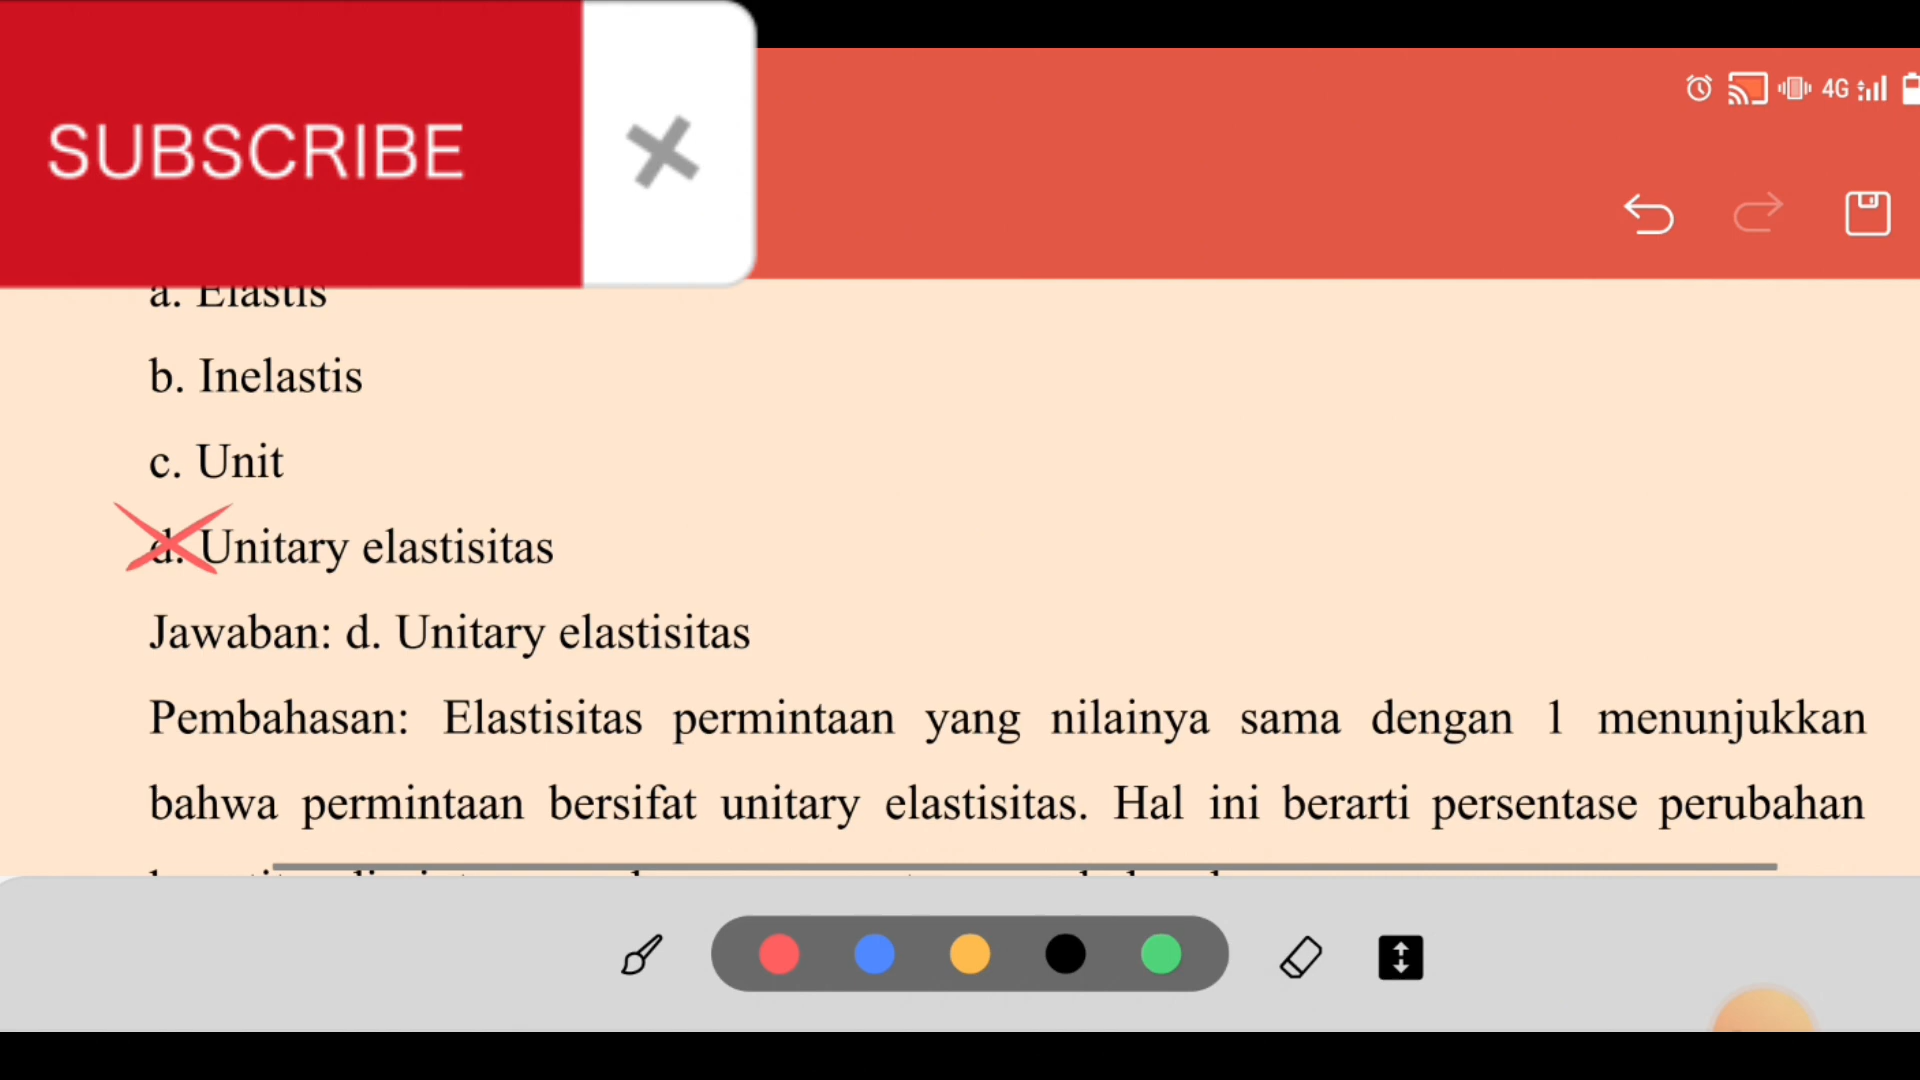 SUBSCRIBE
4G
a. Elastis
b. Inelastis
c. Unit
d. Unitary elastisitas
Jawaban: d. Unitary elastisitas
Pembahasan: Elastisitas permintaan yang nilainya sama dengan 1 menunjukkan
bahwa permintaan bersifat unitary elastisitas. Hal ini berarti persentase perubahan